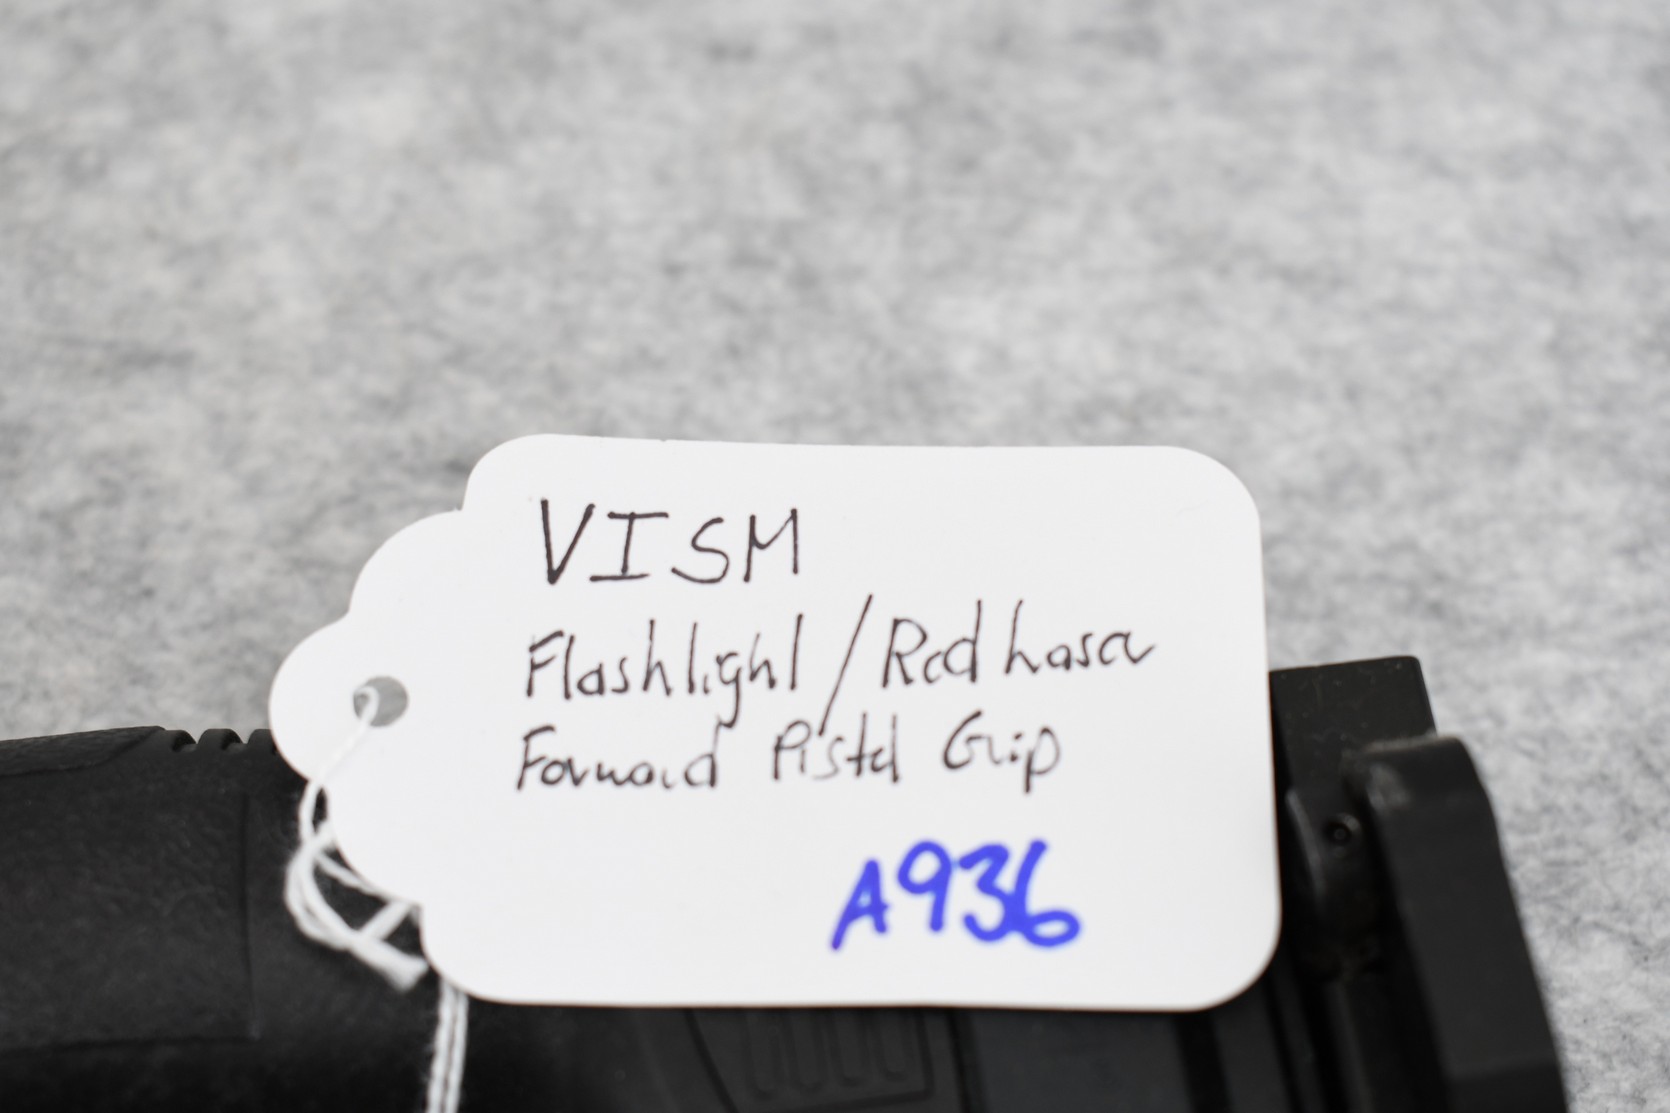 VISM
Flashlight/Red Laser
Forward Pistol Grip
A936